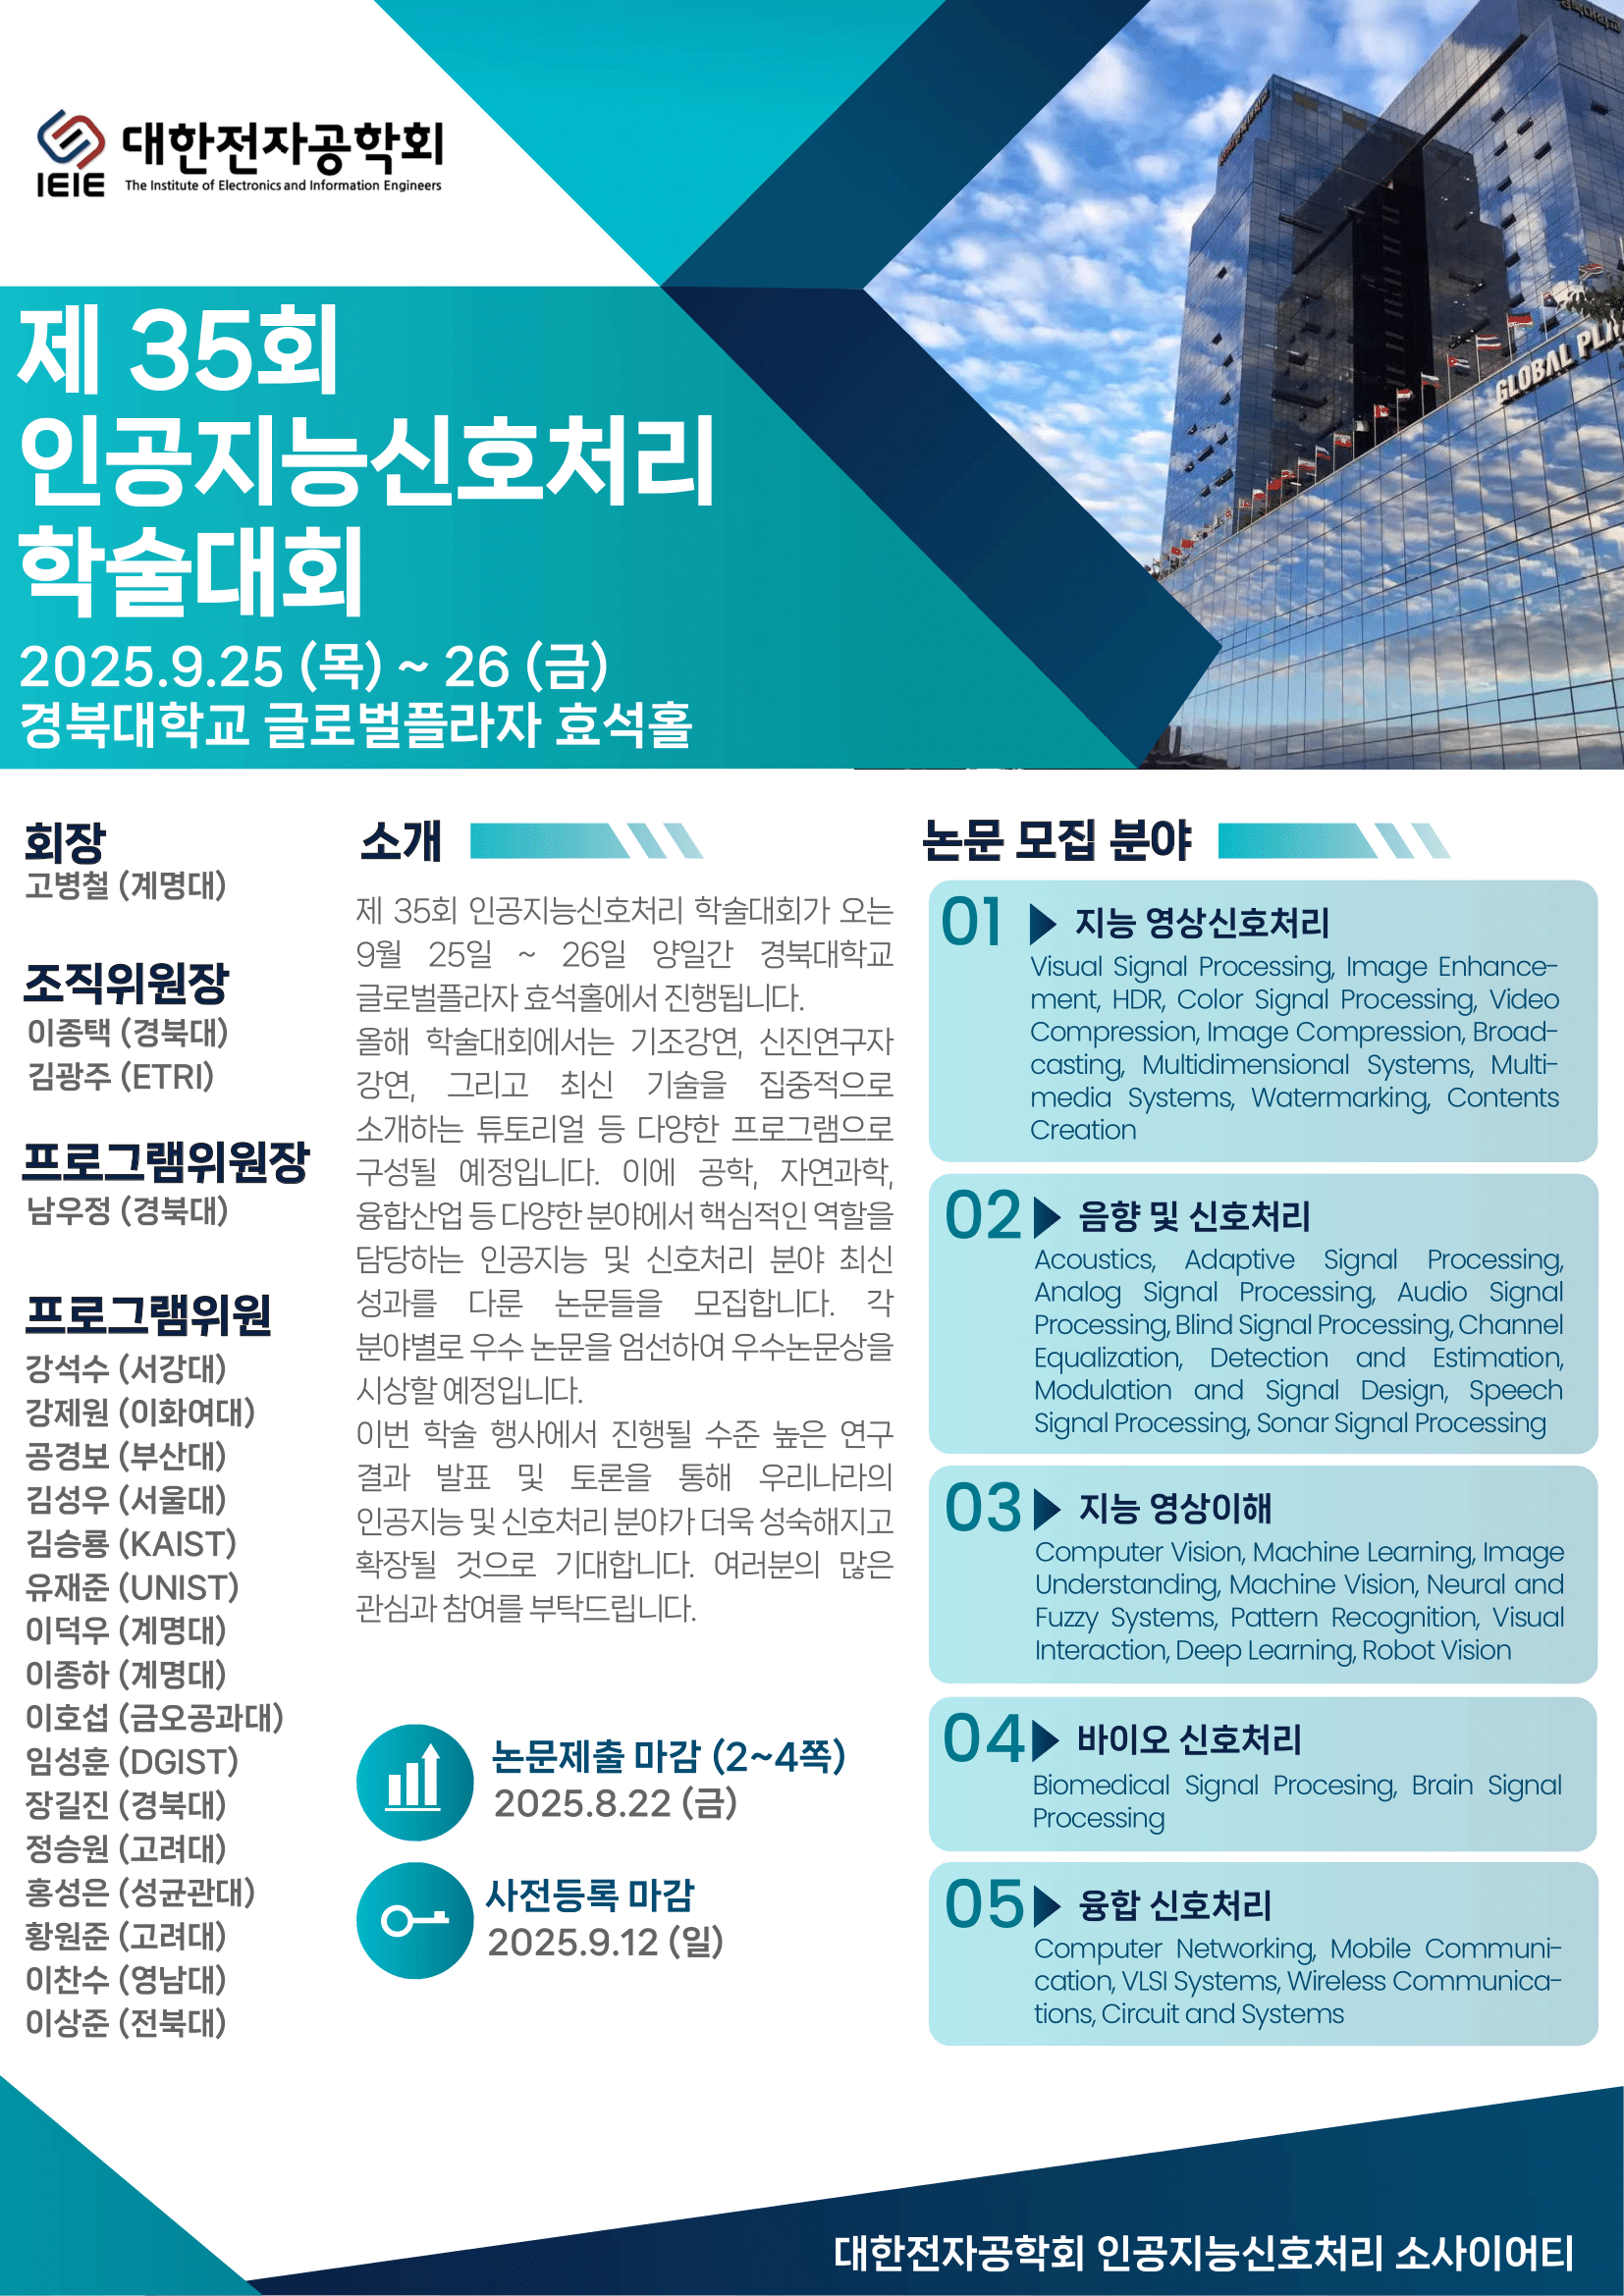 IEIE
대한전자공학회
The Institute of Electronics and Information Engineers
제 35회
인공지능신호처리
학술대회
2025.9.25 (목) ~ 26 (금)
경북대학교 글로벌플라자 효석홀
GLOBAL
회장
고병철 (계명대)
조직위원장
이종택 (경북대)
김광주 (ETRI)
프로그램위원장
남우정 (경북대)
프로그램위원
강석수 (서강대)
강제원 (이화여대)
공경보 (부산대)
김성우 (서울대)
김승룡 (KAIST)
유재준 (UNIST)
이덕우 (계명대)
이종하 (계명대)
이호섭 (금오공과대)
임성훈 (DGIST)
장길진 (경북대)
정승원 (고려대)
홍성은 (성균관대)
황원준 (고려대)
이찬수 (영남대)
이상준 (전북대)
소개
제 35회 인공지능신호처리 학술대회가 오는
9월 25일 ~ 26일 양일간 경북대학교
글로벌플라자 효석홀에서 진행됩니다.
올해 학술대회에서는 기조강연, 신진연구자
강연, 그리고 최신 기술을 집중적으로
소개하는 튜토리얼 등 다양한 프로그램으로
구성될 예정입니다. 이에 공학, 자연과학,
융합산업 등 다양한 분야에서 핵심적인 역할을
담당하는 인공지능 및 신호처리 분야 최신
성과를 다룬 논문들을 모집합니다. 각
분야별로 우수 논문을 엄선하여 우수논문상을
시상할 예정입니다.
이번 학술 행사에서 진행될 수준 높은 연구
결과 발표 및 토론을 통해 우리나라의
인공지능 및 신호처리 분야가 더욱 성숙해지고
확장될 것으로 기대합니다. 여러분의 많은
관심과 참여를 부탁드립니다.
논문제출 마감 (2~4쪽)
2025.8.22 (금)
사전등록 마감
2025.9.12 (일)
논문 모집 분야
01 지능 영상신호처리
Visual Signal Processing, Image Enhance-
ment, HDR, Color Signal Processing, Video
Compression, Image Compression, Broad-
casting, Multidimensional Systems, Multi-
media Systems, Watermarking, Contents
Creation
02 음향 및 신호처리
Acoustics, Adaptive Signal Processing,
Analog Signal Processing, Audio Signal
Processing, Blind Signal Processing, Channel
Equalization, Detection and Estimation,
Modulation and Signal Design, Speech
Signal Processing, Sonar Signal Processing
03 지능 영상이해
Computer Vision, Machine Learning, Image
Understanding, Machine Vision, Neural and
Fuzzy Systems, Pattern Recognition, Visual
Interaction, Deep Learning, Robot Vision
04 바이오 신호처리
Biomedical Signal Procesing, Brain Signal
Processing
05 융합 신호처리
Computer Networking, Mobile Communi-
cation, VLSI Systems, Wireless Communica-
tions, Circuit and Systems
대한전자공학회 인공지능신호처리 소사이어티